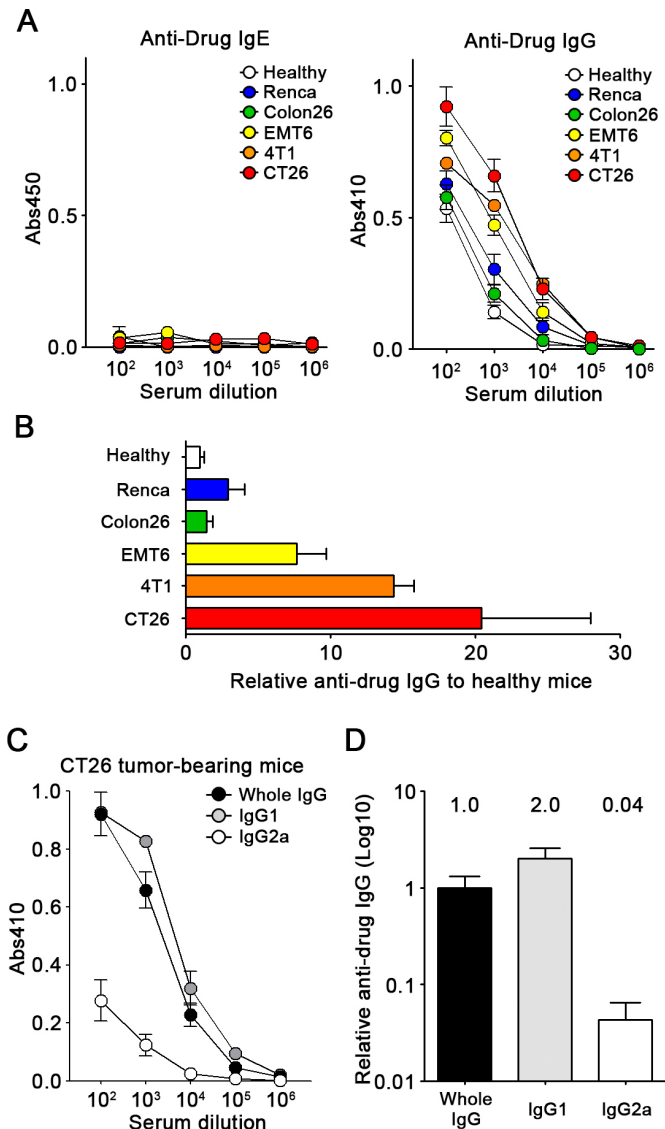 A
Anti-Drug IgE
Anti-Drug IgG
1.0
0.5
0.0
Abs450
Healthy
Renca
Colon26
EMT6
4T1
CT26
10² 10³ 10⁴ 10⁵ 10⁶
Serum dilution
1.0
0.5
0.0
Abs410
Healthy
Renca
Colon26
EMT6
4T1
CT26
10² 10³ 10⁴ 10⁵ 10⁶
Serum dilution
B
Healthy
Renca
Colon26
EMT6
4T1
CT26
0 10 20 30
Relative anti-drug IgG to healthy mice
C
CT26 tumor-bearing mice
1.0
0.8
0.6
0.4
0.2
0.0
Abs410
Whole IgG
IgG1
IgG2a
10² 10³ 10⁴ 10⁵ 10⁶
Serum dilution
D
Relative anti-drug IgG (Log10)
10
1
0.1
0.01
1.0 2.0 0.04
Whole IgG1 IgG2a
IgG